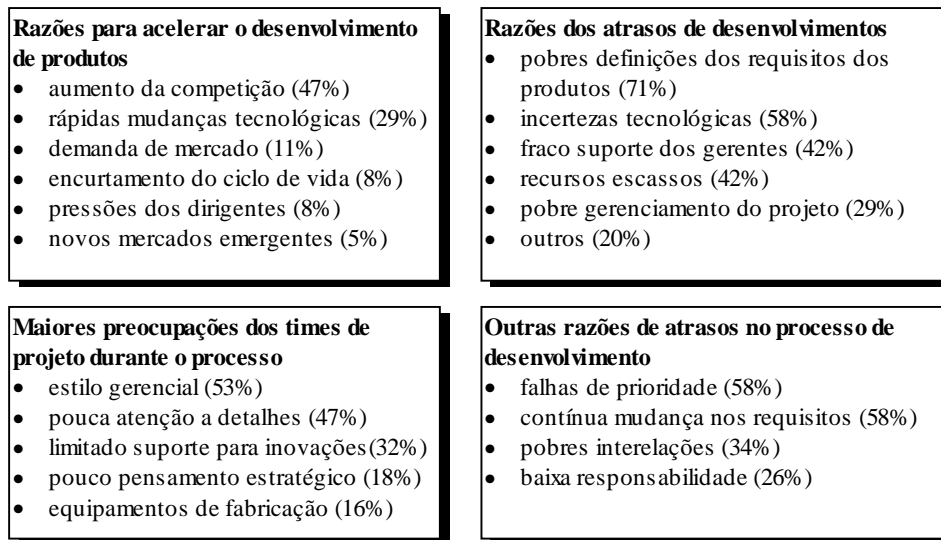 Razões para acelerar o desenvolvimento
de produtos
• aumento da competição (47%)
• rápidas mudanças tecnológicas (29%)
• demanda de mercado (11%)
• encurtamento do ciclo de vida (8%)
• pressões dos dirigentes (8%)
• novos mercados emergentes (5%)
Razões dos atrasos de desenvolvimentos
• pobres definições dos requisitos dos
produtos (71%)
• incertezas tecnológicas (58%)
• fraco suporte dos gerentes (42%)
• recursos escassos (42%)
• pobre gerenciamento do projeto (29%)
• outros (20%)
Maiores preocupações dos times de
projeto durante o processo
• estilo gerencial (53%)
• pouca atenção a detalhes (47%)
• limitado suporte para inovações(32%)
• pouco pensamento estratégico (18%)
• equipamentos de fabricação (16%)
Outras razões de atrasos no processo de
desenvolvimento
• falhas de prioridade (58%)
• contínua mudança nos requisitos (58%)
• pobres interelações (34%)
• baixa responsabilidade (26%)